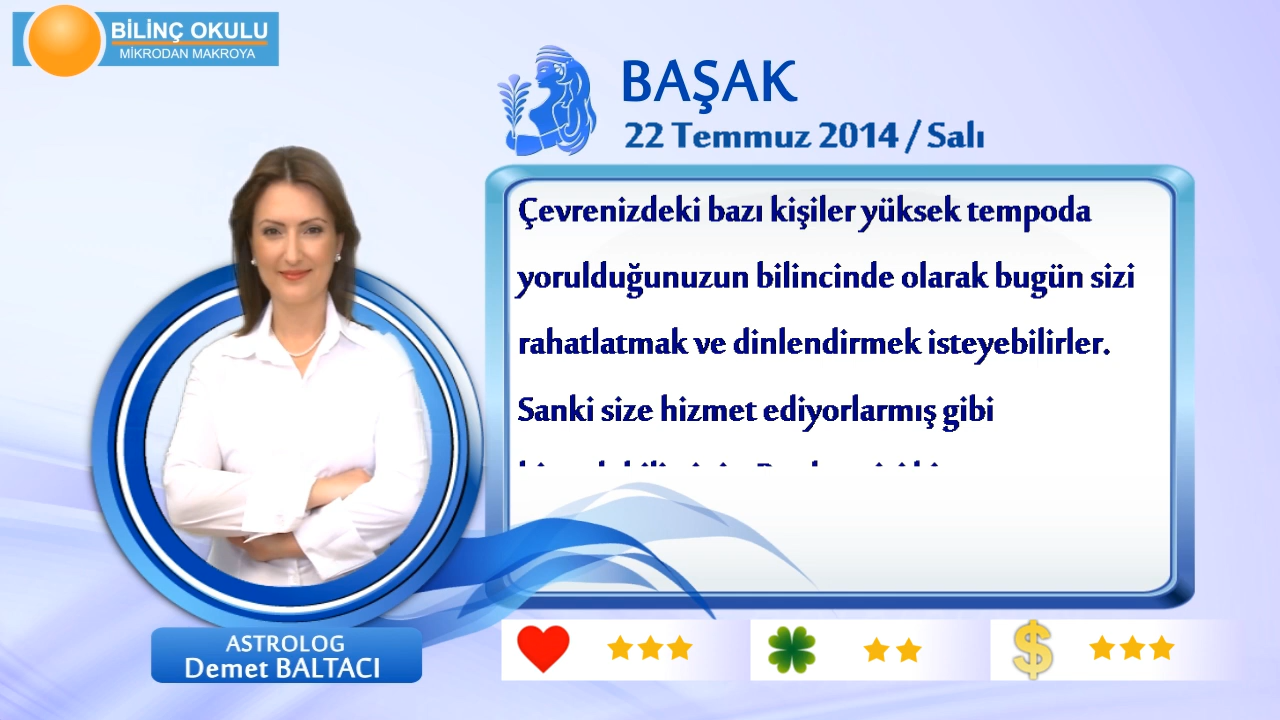 BİLİNÇ OKULU
MİKRODAN MAKROYA
BAŞAK
22 Temmuz 2014 / Salı
Çevrenizdeki bazı kişiler yüksek tempoda
yorulduğunuzun bilincinde olarak bugün sizi
rahatlatmak ve dinlendirmek isteyebilirler.
Sanki size hizmet ediyorlarmış gibi
ASTROLOG
Demet BALTACI